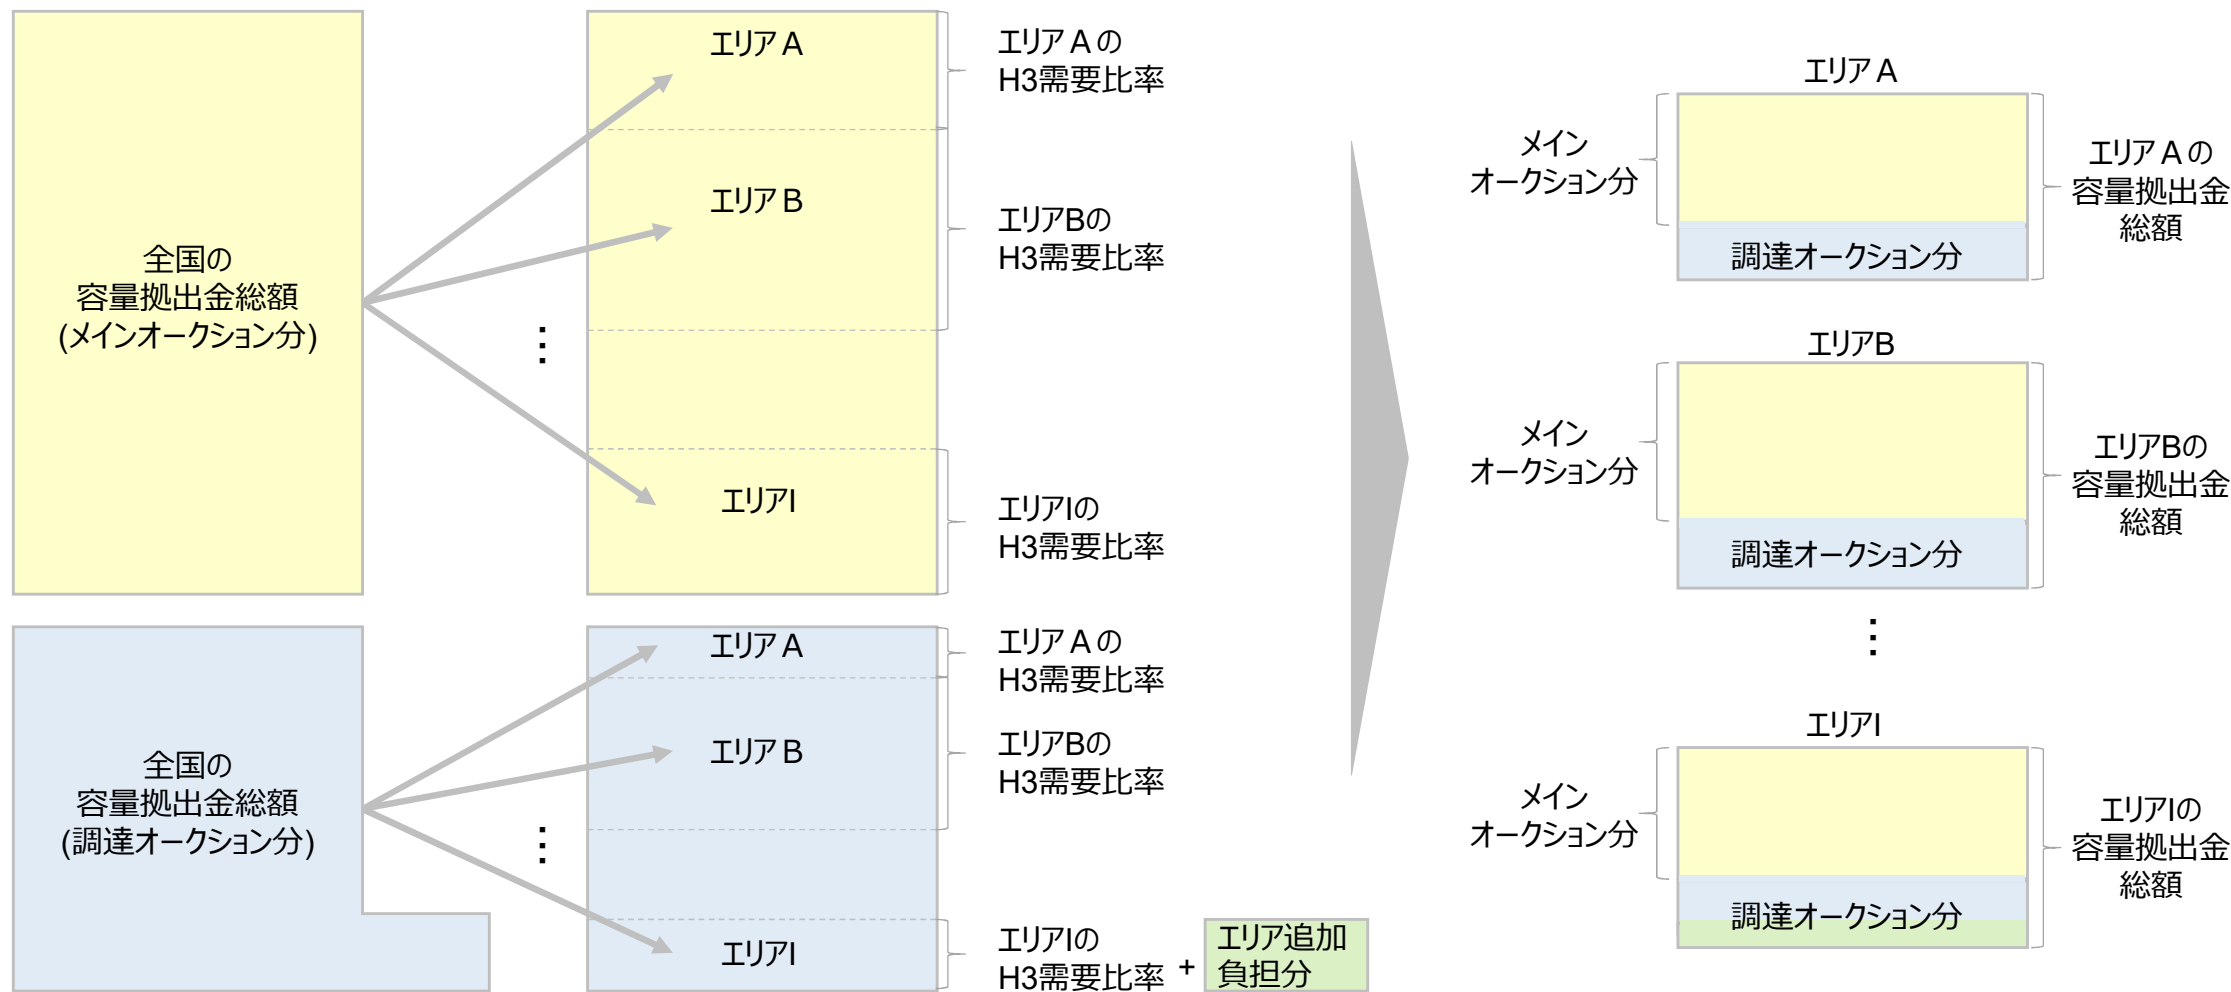 全国の
容量拠出金総額
(メインオークション分)
エリアA
エリアB
⋮
エリアI
エリアAの
H3需要比率
エリアBの
H3需要比率
エリアIの
H3需要比率
全国の
容量拠出金総額
(調達オークション分)
エリアA
エリアB
⋮
エリアI
エリアAの
H3需要比率
エリアBの
H3需要比率
エリアIの
H3需要比率
+
エリア追加
負担分
エリアA
メイン
オークション分
調達オークション分
エリアAの
容量拠出金
総額
エリアB
メイン
オークション分
調達オークション分
エリアBの
容量拠出金
総額
⋮
エリアI
メイン
オークション分
調達オークション分
エリアIの
容量拠出金
総額